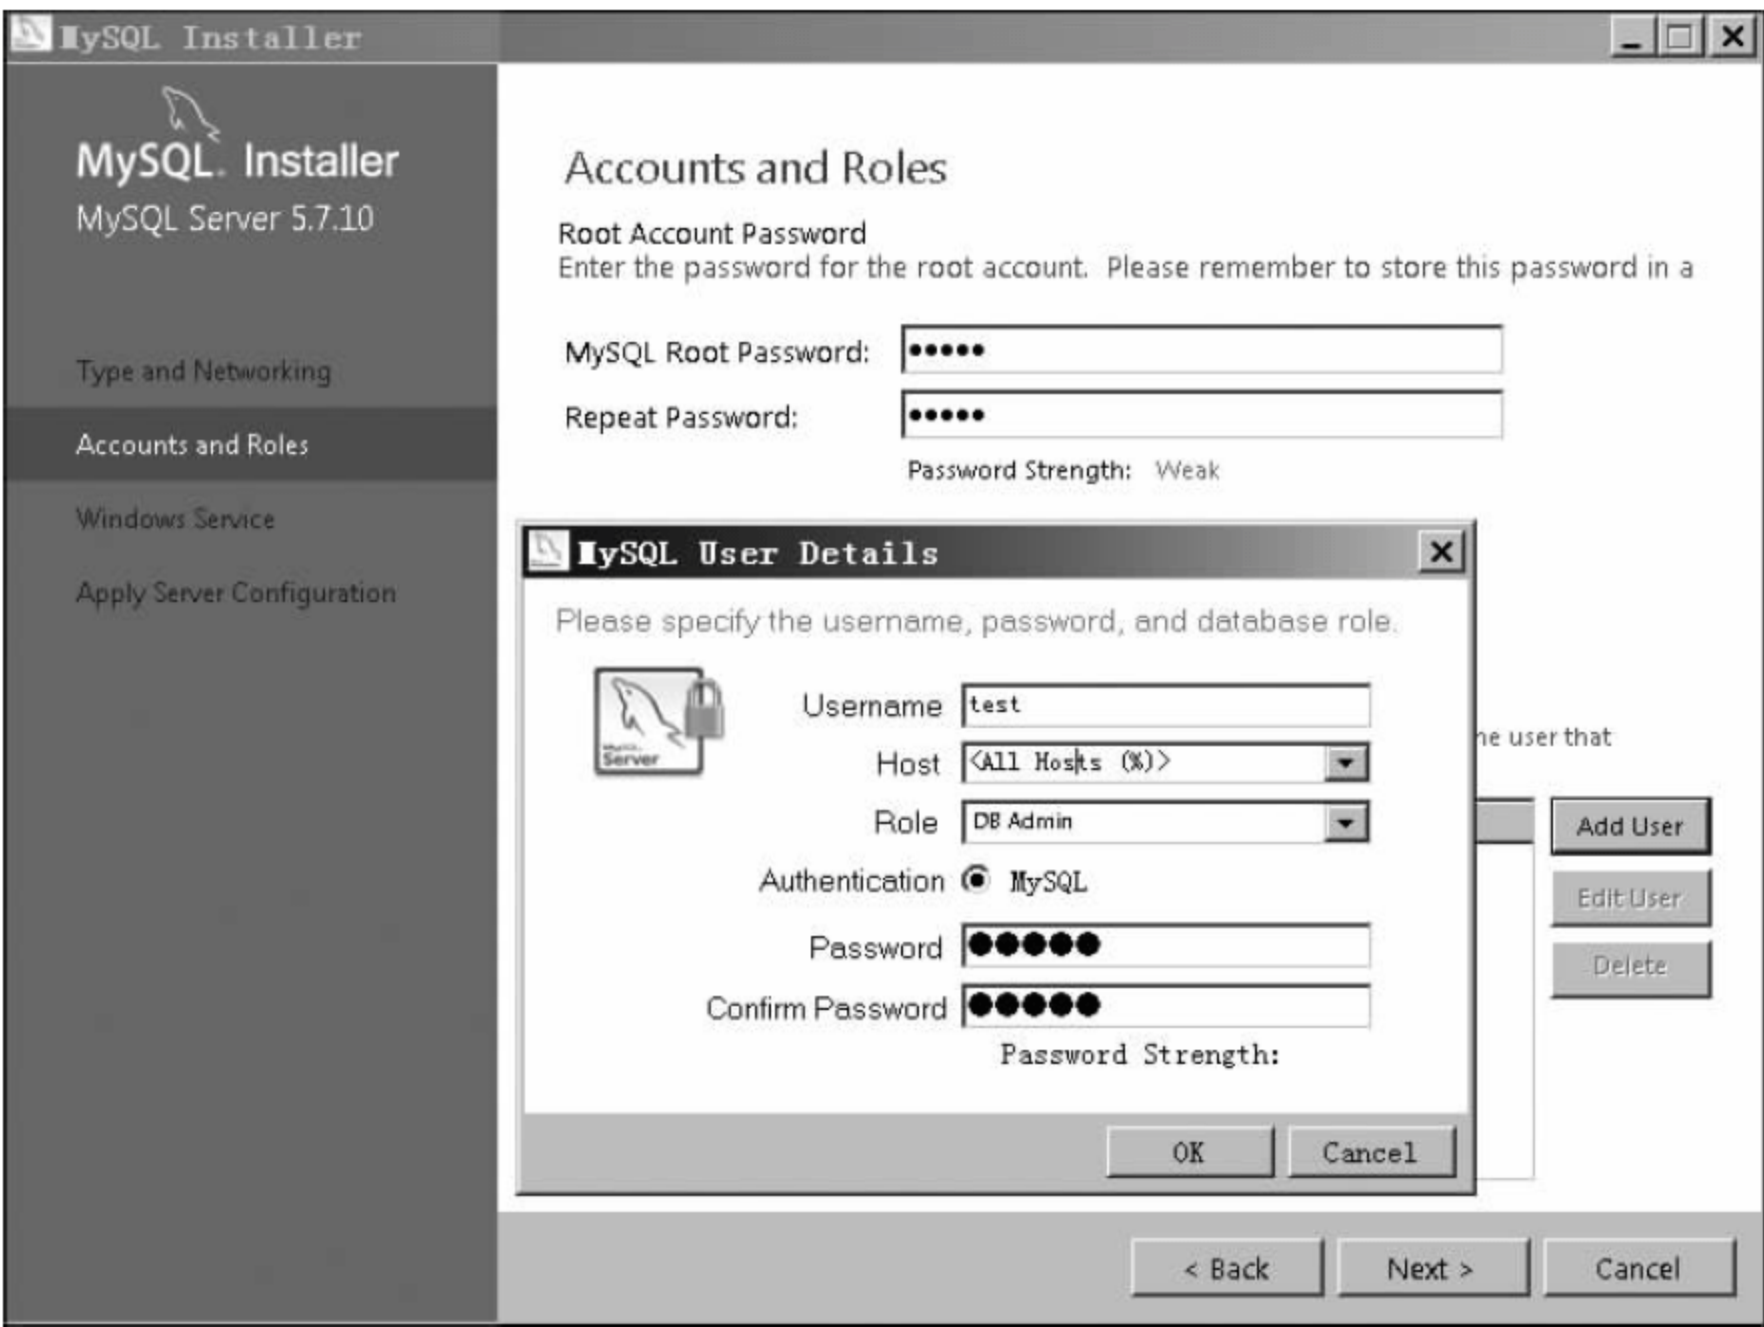 MySQL Installer
MySQL Installer
MySQL Server 5.7.10
Type and Networking
Accounts and Roles
Windows Service
Apply Server Configuration
Accounts and Roles
Root Account Password
Enter the password for the root account. Please remember to store this password in a
MySQL Root Password: •••••
Repeat Password: •••••
Password Strength: Weak
MySQL User Details
Please specify the username, password, and database role.
MySQL
Server
Username test
Host <All Hosts (%)>
Role DB Admin
Authentication MySQL
Password ●●●●●
Confirm Password ●●●●●
Password Strength:
OK Cancel
user that
Add User
Edit User
Delete
< Back Next > Cancel